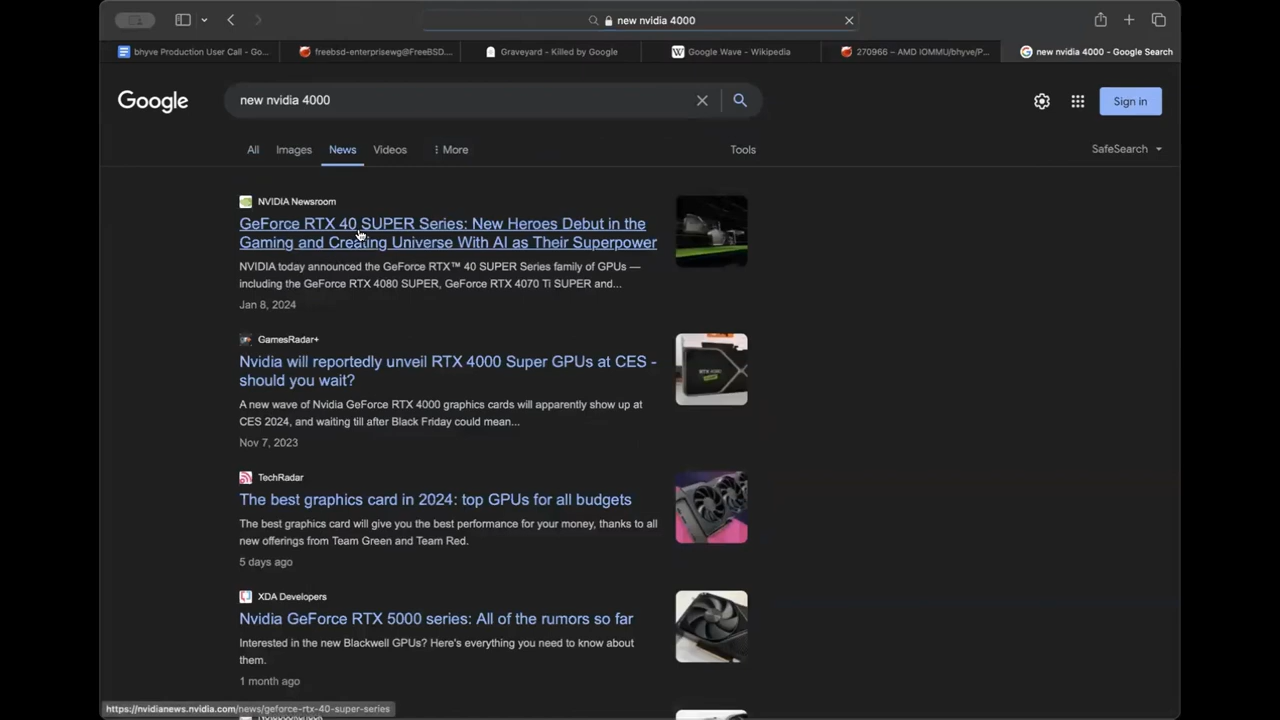 new nvidia 4000
bhyve Production User Call - Go...
freebsd-enterprisewg@FreeBSD....
Graveyard - Killed by Google
Google Wave - Wikipedia
270966 – AMD IOMMU/bhyve/P...
new nvidia 4000 - Google Search
Google
new nvidia 4000
Sign in
All
Images
News
Videos
More
Tools
SafeSearch
NVIDIA Newsroom
GeForce RTX 40 SUPER Series: New Heroes Debut in the
Gaming and Creating Universe With AI as Their Superpower
NVIDIA today announced the GeForce RTX™ 40 SUPER Series family of GPUs —
including the GeForce RTX 4080 SUPER, GeForce RTX 4070 Ti SUPER and...
Jan 8, 2024
GamesRadar+
Nvidia will reportedly unveil RTX 4000 Super GPUs at CES -
should you wait?
A new wave of Nvidia GeForce RTX 4000 graphics cards will apparently show up at
CES 2024, and waiting till after Black Friday could mean...
Nov 7, 2023
TechRadar
The best graphics card in 2024: top GPUs for all budgets
The best graphics card will give you the best performance for your money, thanks to all
new offerings from Team Green and Team Red.
5 days ago
XDA Developers
Nvidia GeForce RTX 5000 series: All of the rumors so far
Interested in the new Blackwell GPUs? Here's everything you need to know about
them.
1 month ago
https://nvidianews.nvidia.com/news/geforce-rtx-40-super-series